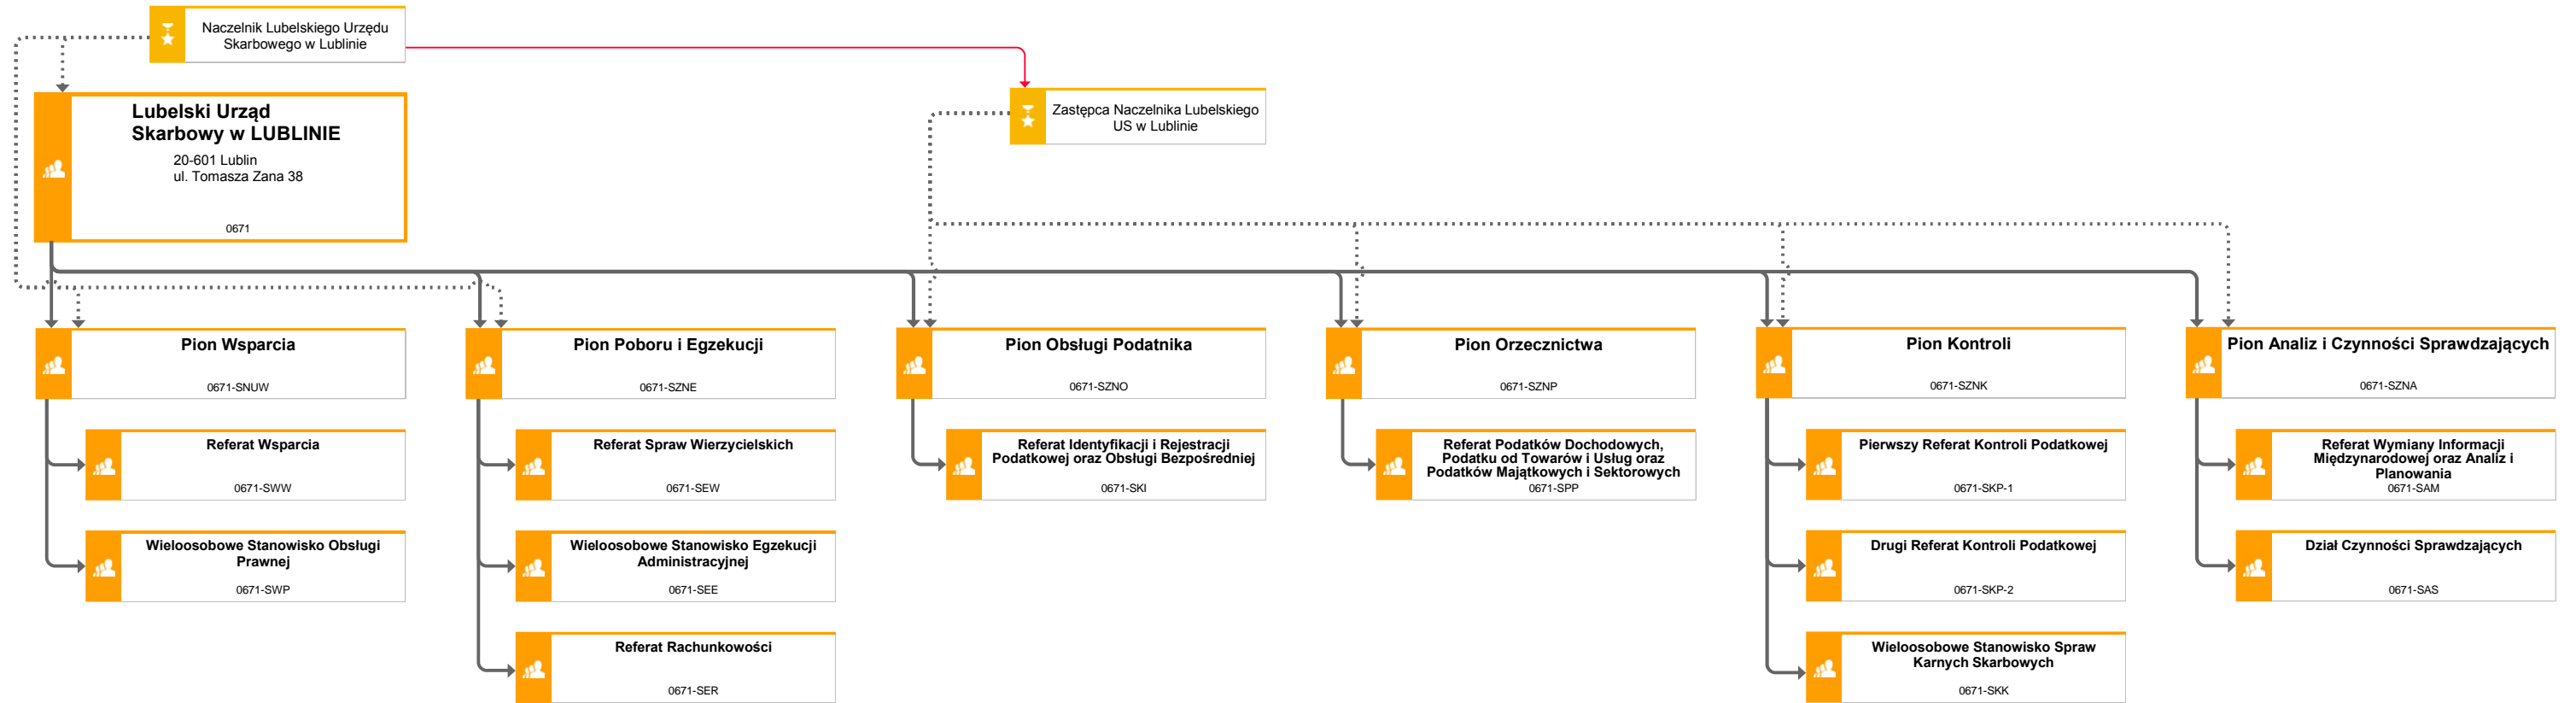 Naczelnik Lubelskiego Urzędu
Skarbowego w Lublinie
Zastępca Naczelnika Lubelskiego
US w Lublinie
Lubelski Urząd
Skarbowy w LUBLINIE
20-601 Lublin
ul. Tomasza Zana 38
0671
Pion Wsparcia
0671-SNUW
Referat Wsparcia
0671-SWW
Wieloosobowe Stanowisko Obsługi
Prawnej
0671-SWP
Pion Poboru i Egzekucji
0671-SZNE
Referat Spraw Wierzycielskich
0671-SEW
Wieloosobowe Stanowisko Egzekucji
Administracyjnej
0671-SEE
Referat Rachunkowości
0671-SER
Pion Obsługi Podatnika
0671-SZNO
Referat Identyfikacji i Rejestracji
Podatkowej oraz Obsługi Bezpośredniej
0671-SKI
Pion Orzecznictwa
0671-SZNP
Referat Podatków Dochodowych,
Podatku od Towarów i Usług oraz
Podatków Majątkowych i Sektorowych
0671-SPP
Pion Kontroli
0671-SZNK
Pierwszy Referat Kontroli Podatkowej
0671-SKP-1
Drugi Referat Kontroli Podatkowej
0671-SKP-2
Wieloosobowe Stanowisko Spraw
Karnych Skarbowych
0671-SKK
Pion Analiz i Czynności Sprawdzających
0671-SZNA
Referat Wymiany Informacji
Międzynarodowej oraz Analiz i
Planowania
0671-SAM
Dział Czynności Sprawdzających
0671-SAS